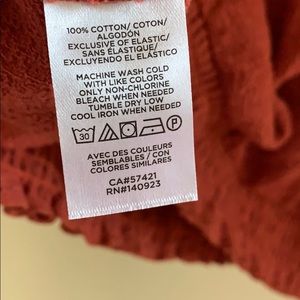 100% COTTON/ COTON/
ALGODÓN
EXCLUSIVE OF ELASTIC/
SANS ÉLASTIQUE/
EXCLUYENDO EL ELÁSTICO
MACHINE WASH COLD
WITH LIKE COLORS
ONLY NON-CHLORINE
BLEACH WHEN NEEDED
TUMBLE DRY LOW
COOL IRON WHEN NEEDED
30 P
AVEC DES COULEURS
SEMBLABLES / CON
COLORES SIMILARES
CA#57421
RN#140923